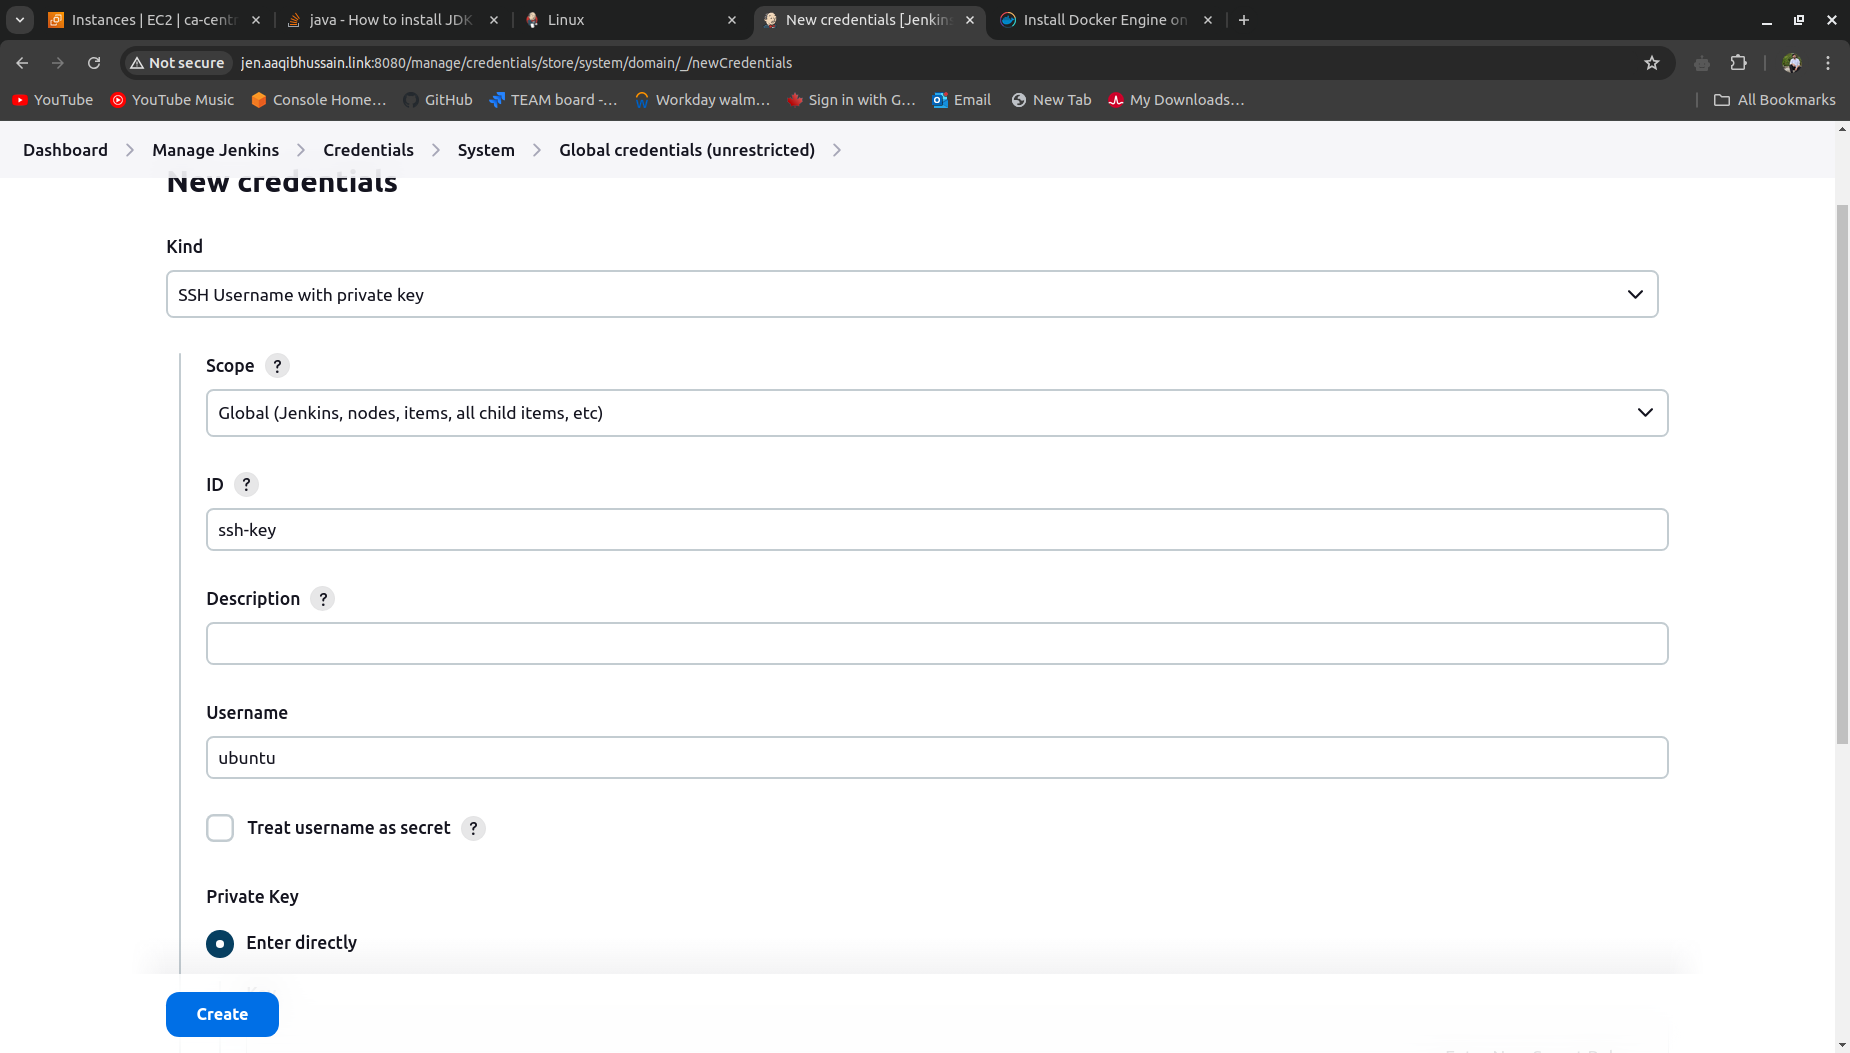 Instances | EC2 | ca-centr
java - How to install JDK
Linux
New credentials [Jenkins
Install Docker Engine on
Not secure
jen.aaqibhussain.link:8080/manage/credentials/store/system/domain/_/newCredentials
YouTube
YouTube Music
Console Home...
GitHub
TEAM board -...
Workday walm...
Sign in with G...
Email
New Tab
My Downloads...
All Bookmarks
Dashboard
Manage Jenkins
Credentials
System
Global credentials (unrestricted)
New credentials
Kind
SSH Username with private key
Scope ?
Global (Jenkins, nodes, items, all child items, etc)
ID ?
ssh-key
Description ?
Username
ubuntu
Treat username as secret ?
Private Key
Enter directly
Create